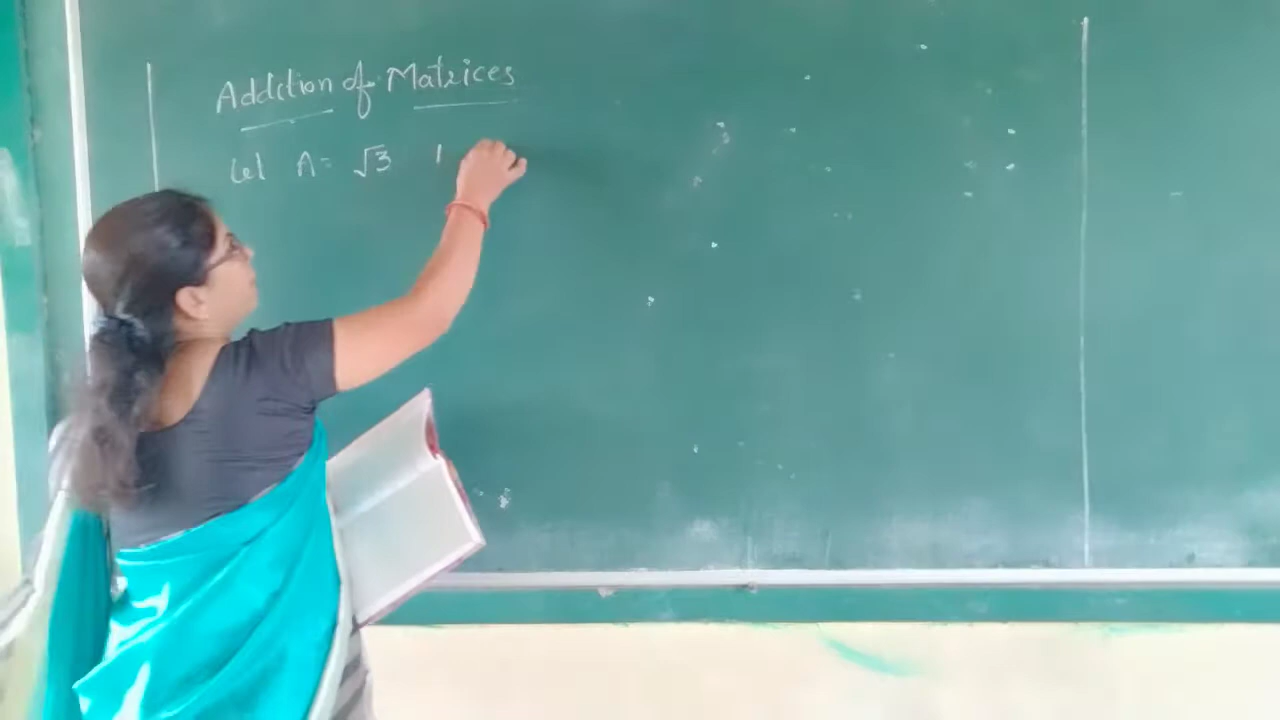 Addition of Matrices
Let A = √3 1